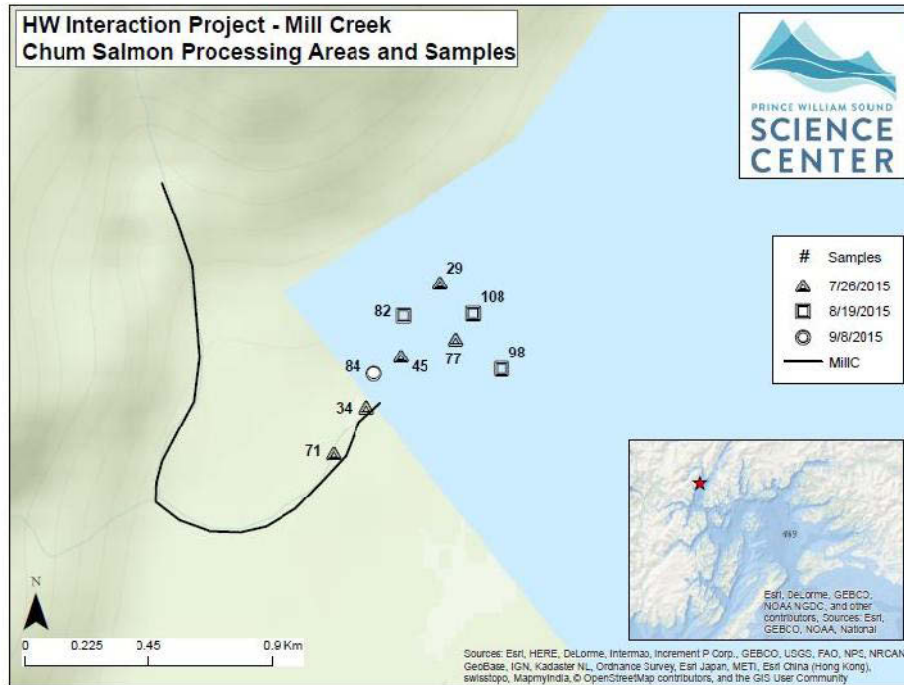 HW Interaction Project - Mill Creek
Chum Salmon Processing Areas and Samples
PRINCE WILLIAM SOUND
SCIENCE
CENTER
# Samples
7/26/2015
8/19/2015
9/8/2015
MillC
29
82
108
77
45
98
84
34
71
469
Esri, DeLorme, GEBCO,
NOAA NGDC, and other
contributors, Sources: Esri,
GEBCO, NOAA, National
N
0 0.225 0.45 0.9 Km
Sources: Esri, HERE, DeLorme, Intermap, increment P Corp., GEBCO, USGS, FAO, NPS, NRCAN,
GeoBase, IGN, Kadaster NL, Ordnance Survey, Esri Japan, METI, Esri China (Hong Kong),
swisstopo, MapmyIndia, © OpenStreetMap contributors, and the GIS User Community